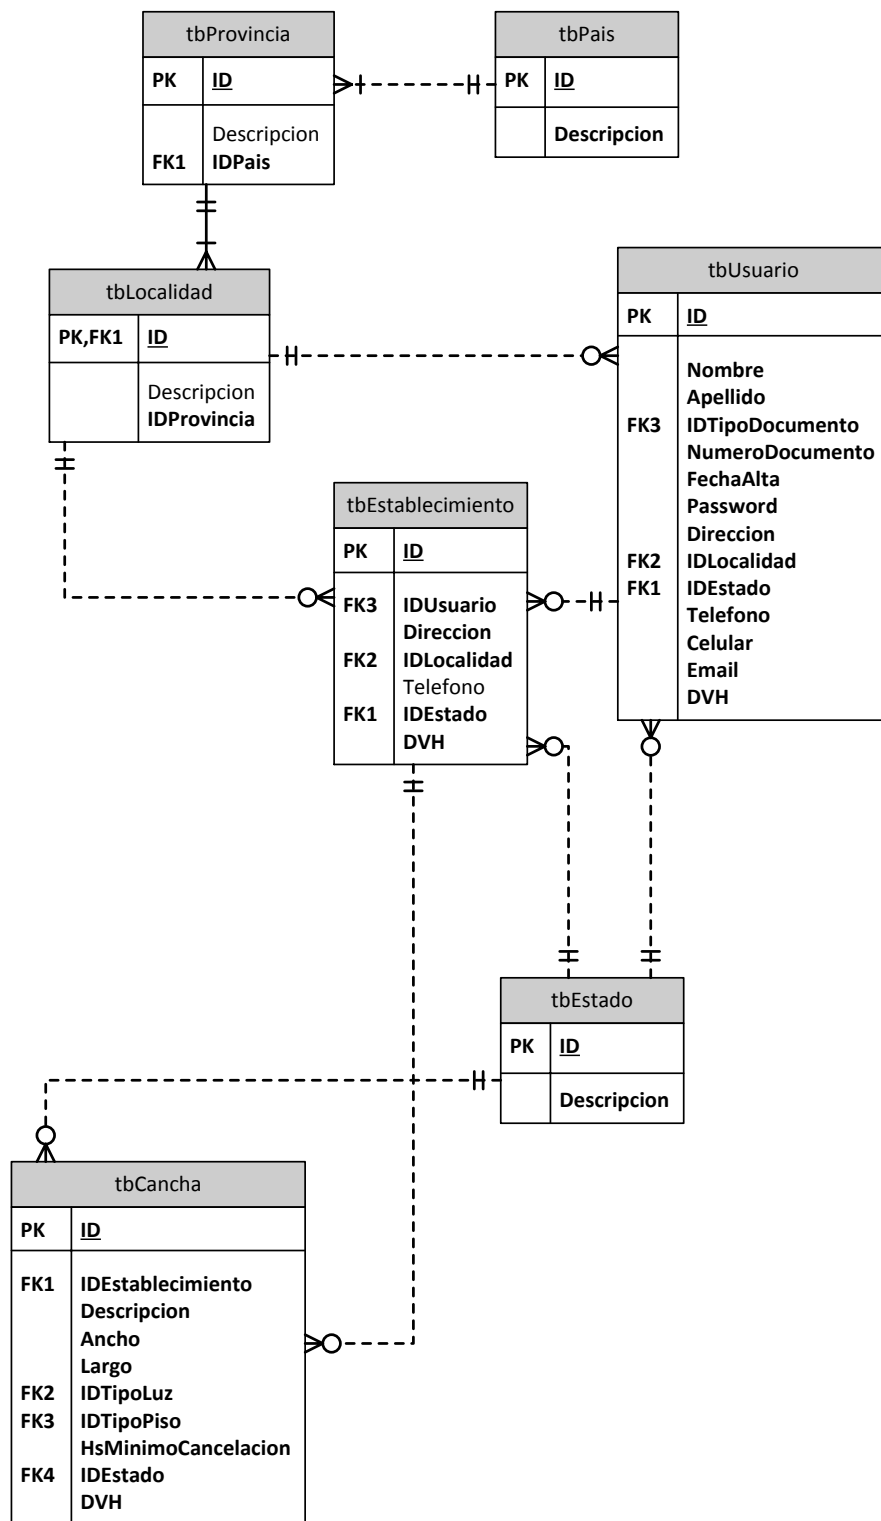 tbProvincia
PK ID
Descripcion
FK1 IDPais
tbPais
PK ID
Descripcion
tbLocalidad
PK,FK1 ID
Descripcion
IDProvincia
tbUsuario
PK ID
Nombre
Apellido
FK3 IDTipoDocumento
NumeroDocumento
FechaAlta
Password
Direccion
FK2 IDLocalidad
FK1 IDEstado
Telefono
Celular
Email
DVH
tbEstablecimiento
PK ID
FK3 IDUsuario
Direccion
FK2 IDLocalidad
Telefono
FK1 IDEstado
DVH
tbEstado
PK ID
Descripcion
tbCancha
PK ID
FK1 IDEstablecimiento
Descripcion
Ancho
Largo
FK2 IDTipoLuz
FK3 IDTipoPiso
HsMinimoCancelacion
FK4 IDEstado
DVH